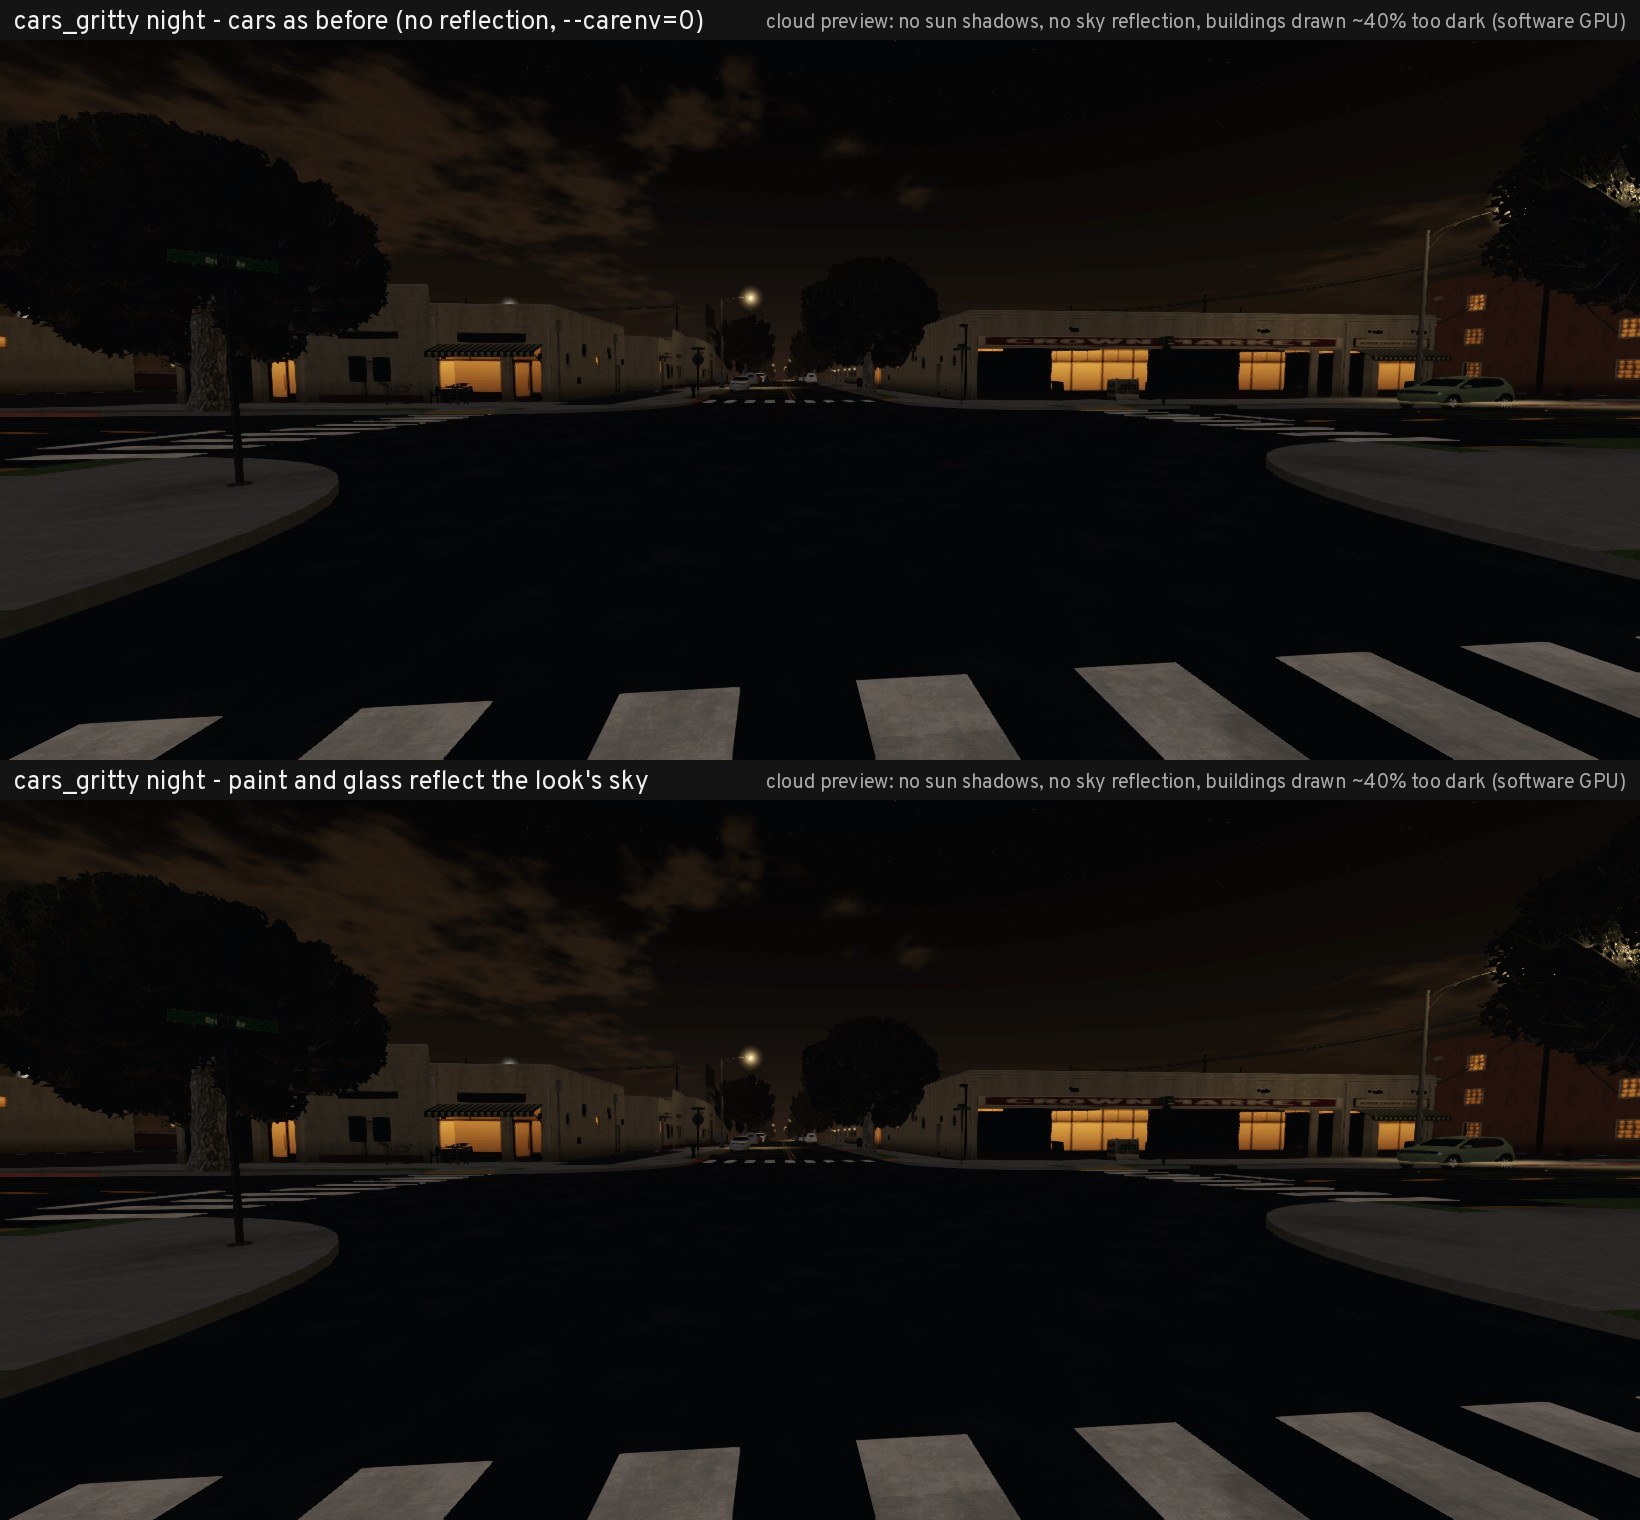 cars_gritty night - cars as before (no reflection, --carenv=0)
cloud preview: no sun shadows, no sky reflection, buildings drawn ~40% too dark (software GPU)
CROWN MARKET
cars_gritty night - paint and glass reflect the look's sky
cloud preview: no sun shadows, no sky reflection, buildings drawn ~40% too dark (software GPU)
CROWN MARKET